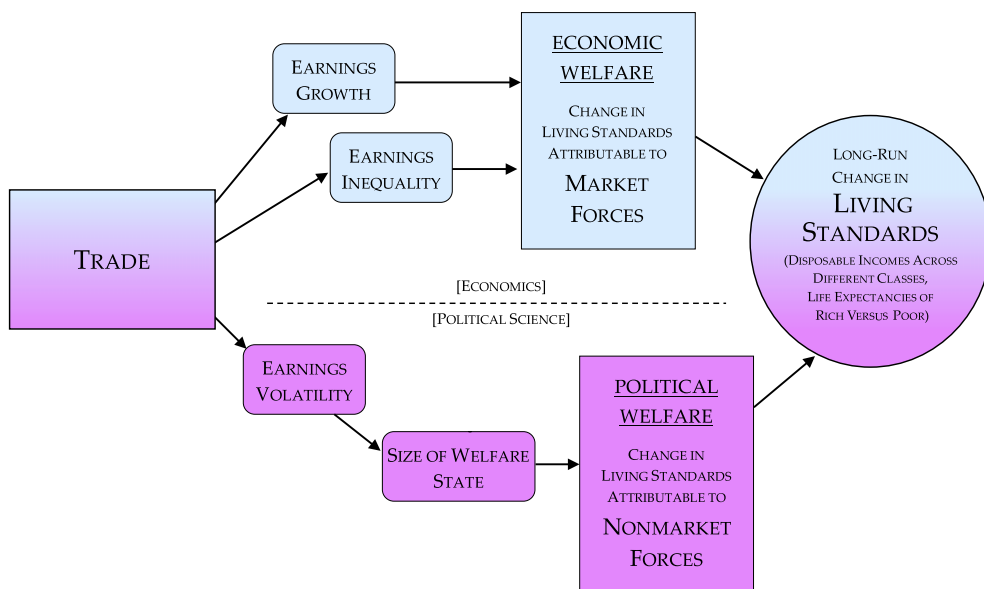 TRADE
EARNINGS
GROWTH
EARNINGS
INEQUALITY
ECONOMIC
WELFARE
CHANGE IN
LIVING STANDARDS
ATTRIBUTABLE TO
MARKET
FORCES
[ECONOMICS]
[POLITICAL SCIENCE]
EARNINGS
VOLATILITY
SIZE OF WELFARE
STATE
POLITICAL
WELFARE
CHANGE IN
LIVING STANDARDS
ATTRIBUTABLE TO
NONMARKET
FORCES
LONG-RUN
CHANGE IN
LIVING
STANDARDS
(DISPOSABLE INCOMES ACROSS
DIFFERENT CLASSES,
LIFE EXPECTANCIES OF
RICH VERSUS POOR)